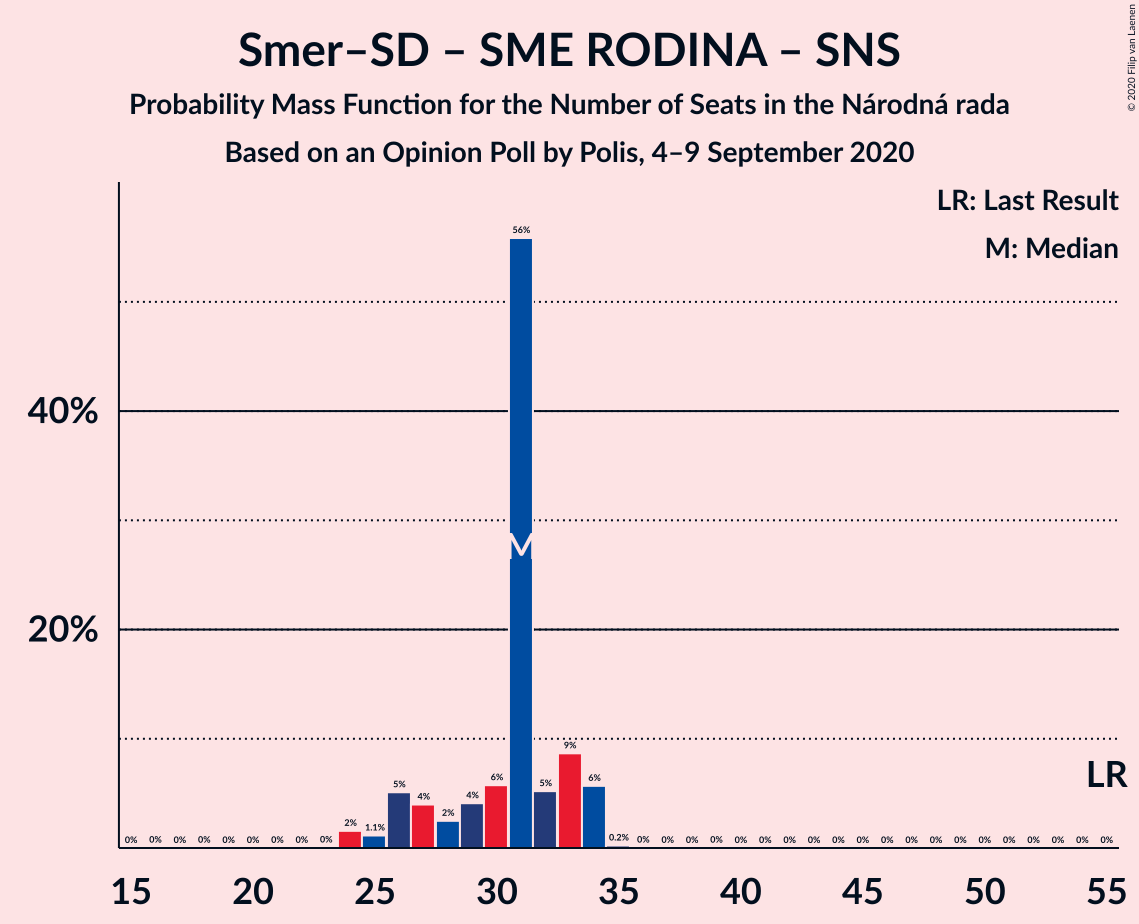 Smer–SD – SME RODINA – SNS
Probability Mass Function for the Number of Seats in the Národná rada
Based on an Opinion Poll by Polis, 4–9 September 2020
© 2020 Filip van Laenen
LR: Last Result
M: Median
56%
40%
M
20%
9%
LR
6% 6%
5% 4% 4% 5%
2% 1.1% 2%
0% 0% 0% 0% 0% 0% 0% 0% 0% 0.2% 0% 0% 0% 0% 0% 0% 0% 0% 0% 0% 0% 0% 0% 0% 0% 0% 0% 0% 0% 0%
15 20 25 30 35 40 45 50 55